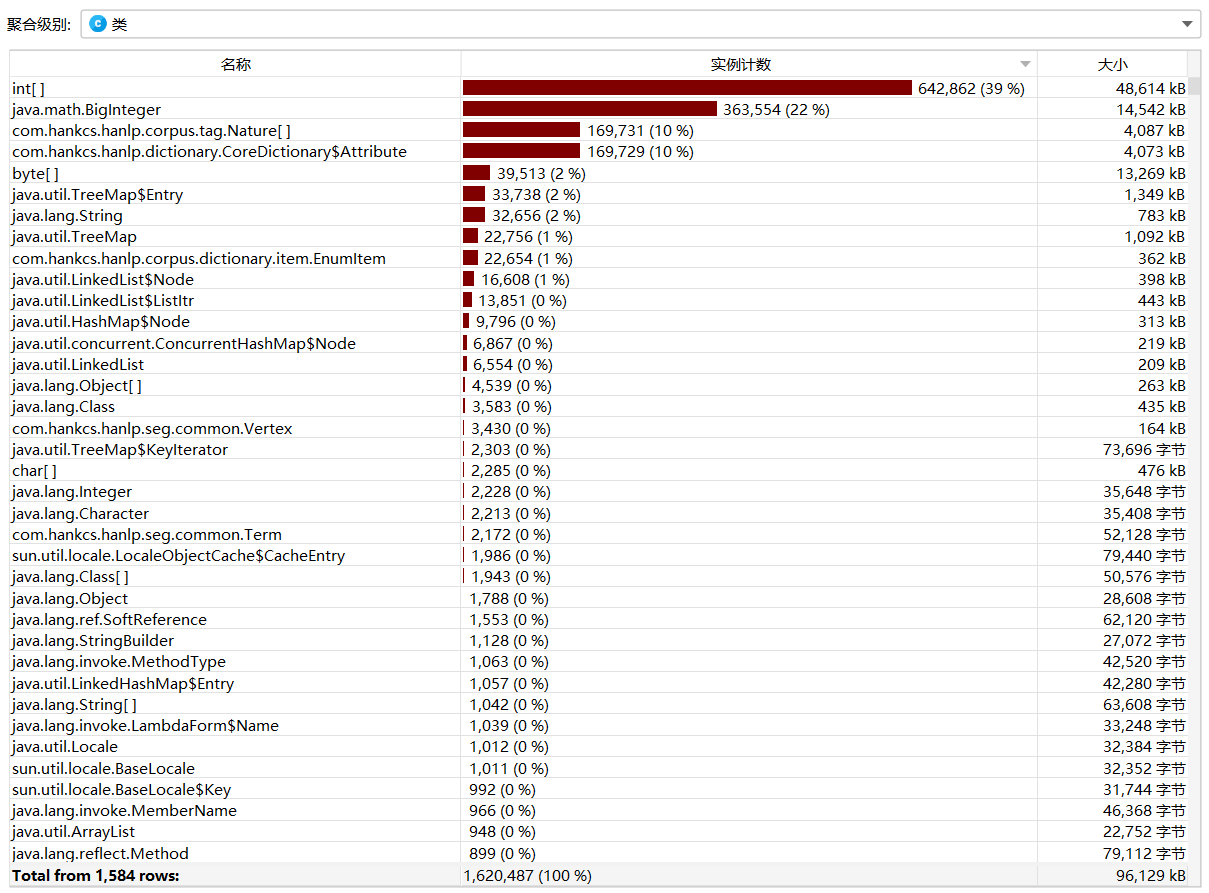 聚合级别: C 类
名称 实例计数 大小
int[] 642,862 (39 %) 48,614 kB
java.math.BigInteger 363,554 (22 %) 14,542 kB
com.hankcs.hanlp.corpus.tag.Nature[] 169,731 (10 %) 4,087 kB
com.hankcs.hanlp.dictionary.CoreDictionary$Attribute 169,729 (10 %) 4,073 kB
byte[] 39,513 (2 %) 13,269 kB
java.util.TreeMap$Entry 33,738 (2 %) 1,349 kB
java.lang.String 32,656 (2 %) 783 kB
java.util.TreeMap 22,756 (1 %) 1,092 kB
com.hankcs.hanlp.corpus.dictionary.item.EnumItem 22,654 (1 %) 362 kB
java.util.LinkedList$Node 16,608 (1 %) 398 kB
java.util.LinkedList$ListItr 13,851 (0 %) 443 kB
java.util.HashMap$Node 9,796 (0 %) 313 kB
java.util.concurrent.ConcurrentHashMap$Node 6,867 (0 %) 219 kB
java.util.LinkedList 6,554 (0 %) 209 kB
java.lang.Object[] 4,539 (0 %) 263 kB
java.lang.Class 3,583 (0 %) 435 kB
com.hankcs.hanlp.seg.common.Vertex 3,430 (0 %) 164 kB
java.util.TreeMap$KeyIterator 2,303 (0 %) 73,696 字节
char[] 2,285 (0 %) 476 kB
java.lang.Integer 2,228 (0 %) 35,648 字节
java.lang.Character 2,213 (0 %) 35,408 字节
com.hankcs.hanlp.seg.common.Term 2,172 (0 %) 52,128 字节
sun.util.locale.LocaleObjectCache$CacheEntry 1,986 (0 %) 79,440 字节
java.lang.Class[] 1,943 (0 %) 50,576 字节
java.lang.Object 1,788 (0 %) 28,608 字节
java.lang.ref.SoftReference 1,553 (0 %) 62,120 字节
java.lang.StringBuilder 1,128 (0 %) 27,072 字节
java.lang.invoke.MethodType 1,063 (0 %) 42,520 字节
java.util.LinkedHashMap$Entry 1,057 (0 %) 42,280 字节
java.lang.String[] 1,042 (0 %) 63,608 字节
java.lang.invoke.LambdaForm$Name 1,039 (0 %) 33,248 字节
java.util.Locale 1,012 (0 %) 32,384 字节
sun.util.locale.BaseLocale 1,011 (0 %) 32,352 字节
sun.util.locale.BaseLocale$Key 992 (0 %) 31,744 字节
java.lang.invoke.MemberName 966 (0 %) 46,368 字节
java.util.ArrayList 948 (0 %) 22,752 字节
java.lang.reflect.Method 899 (0 %) 79,112 字节
Total from 1,584 rows: 1,620,487 (100 %) 96,129 kB